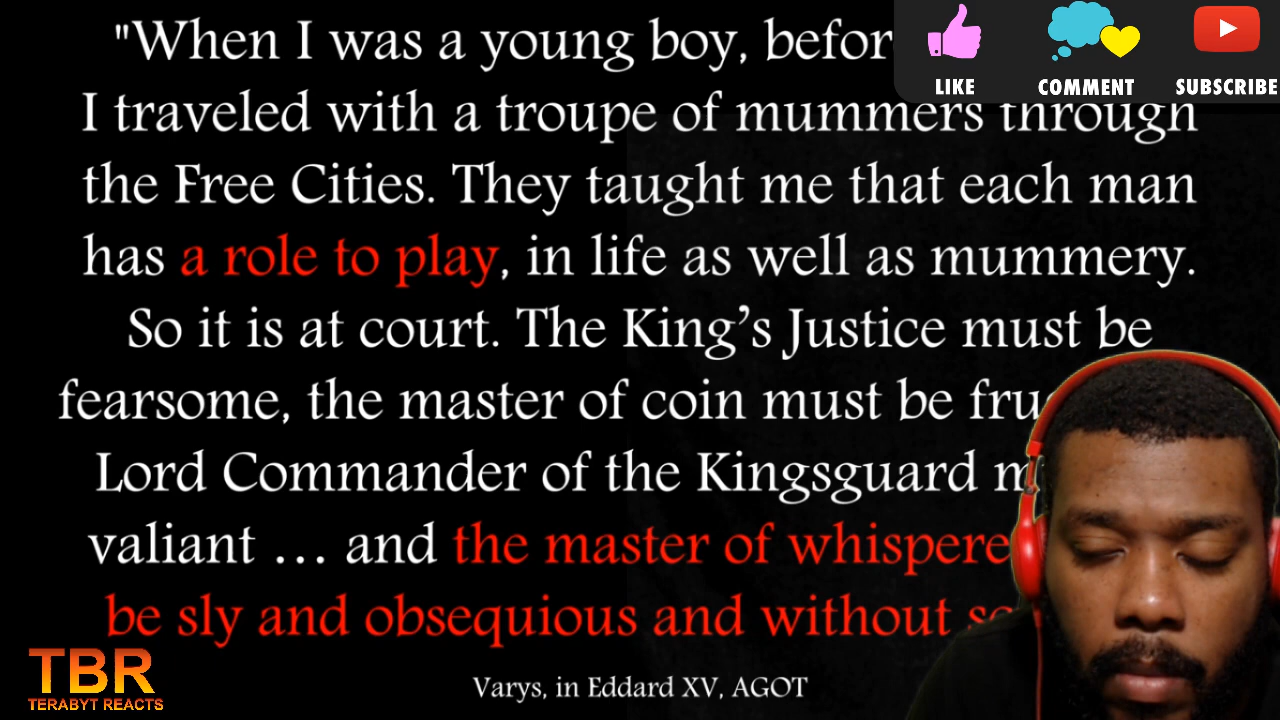 "When I was a young boy,
I traveled with a troupe of mummers through
the Free Cities. They taught me that each man
has a role to play, in life as well as mummery.
So it is at court. The King’s Justice must be
fearsome, the master of coin must be
Lord Commander of the Kingsguard
valiant … and the master of
be sly and obsequious and without
Varys, in Eddard XV, AGOT
LIKE
COMMENT
SUBSCRIBE
TBR
TERABYT REACTS